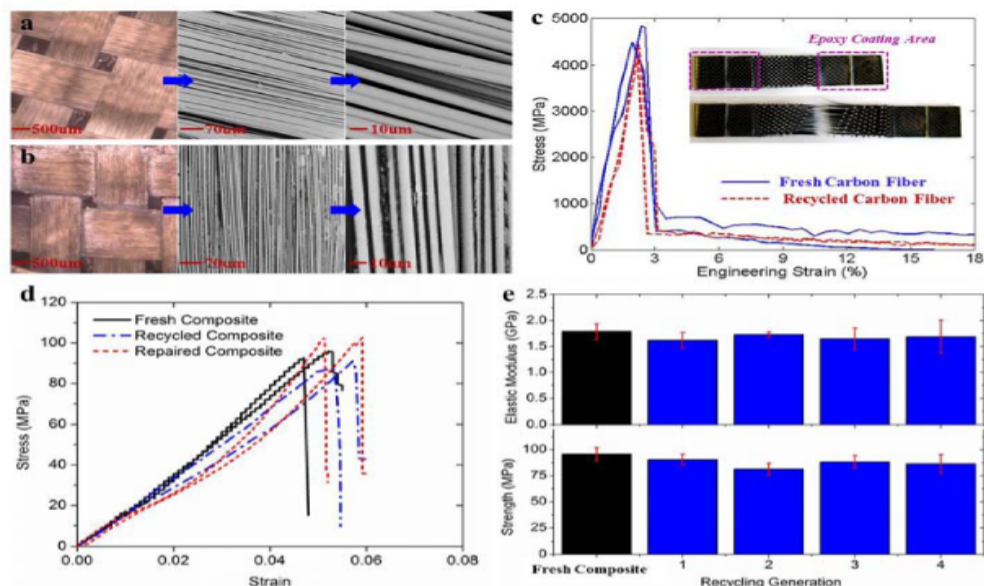 a
500um
70um
10um
b
500um
70um
10um
c
5000
4000
3000
2000
1000
0
Stress (MPa)
Epoxy Coating Area
Fresh Carbon Fiber
Recycled Carbon Fiber
0 3 6 9 12 15 18
Engineering Strain (%)
d
120
100
80
60
40
20
0
Stress (MPa)
Fresh Composite
Recycled Composite
Repaired Composite
0.00 0.02 0.04 0.06 0.08
Strain
e
2.5
2.0
1.5
1.0
0.5
0.0
Elastic Modulus (GPa)
100
75
50
25
0
Strength (MPa)
Fresh Composite 1 2 3 4
Recycling Generation